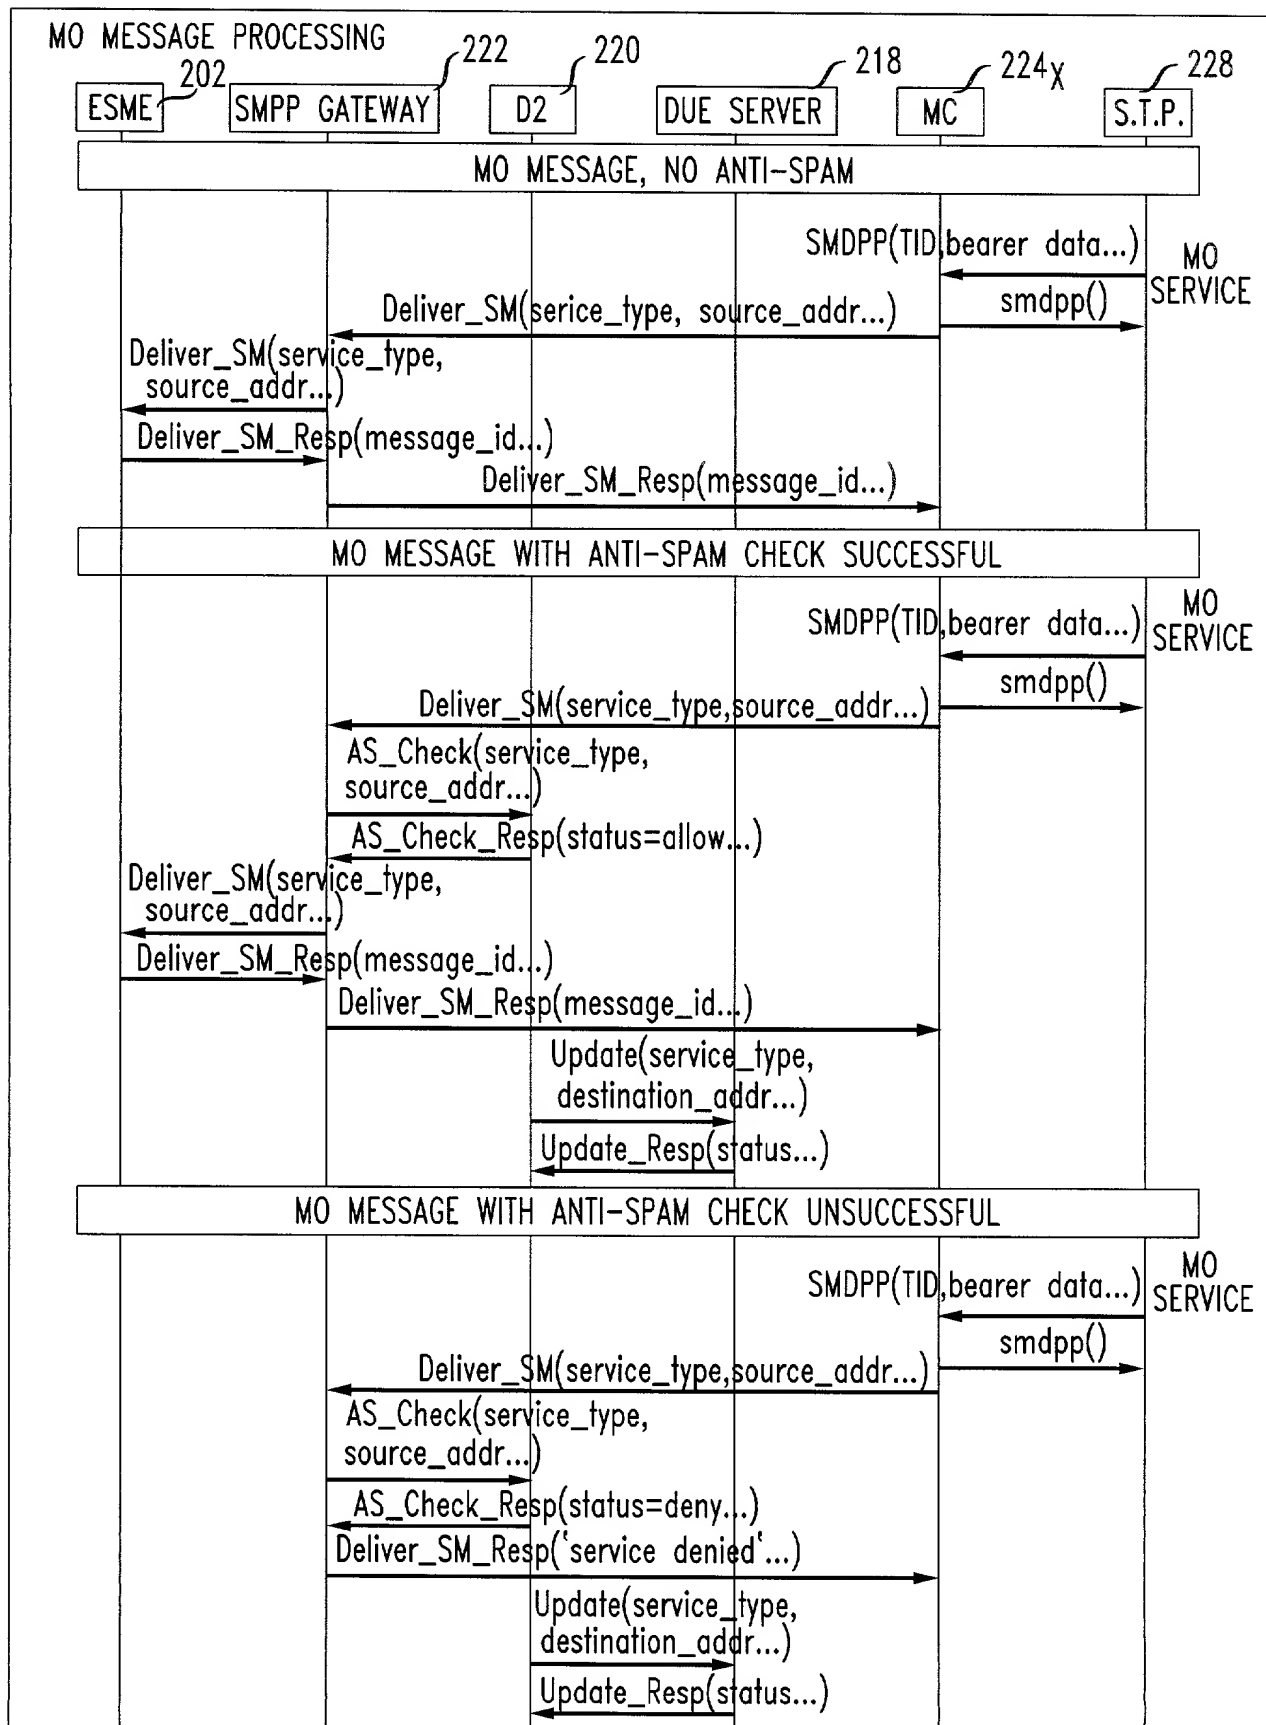 MO MESSAGE PROCESSING
202
222
220
218
224X
228
ESME
SMPP GATEWAY
D2
DUE SERVER
MC
S.T.P.
MO MESSAGE, NO ANTI-SPAM
SMDPP(TID,bearer data...)
MO
SERVICE
smdpp()
Deliver_SM(serice_type, source_addr...)
Deliver_SM(service_type,
source_addr...)
Deliver_SM_Resp(message_id...)
Deliver_SM_Resp(message_id...)
MO MESSAGE WITH ANTI-SPAM CHECK SUCCESSFUL
SMDPP(TID,bearer data...)
MO
SERVICE
smdpp()
Deliver_SM(service_type,source_addr...)
AS_Check(service_type,
source_addr...)
AS_Check_Resp(status=allow...)
Deliver_SM(service_type,
source_addr...)
Deliver_SM_Resp(message_id...)
Deliver_SM_Resp(message_id...)
Update(service_type,
destination_addr...)
Update_Resp(status...)
MO MESSAGE WITH ANTI-SPAM CHECK UNSUCCESSFUL
SMDPP(TID,bearer data...)
MO
SERVICE
smdpp()
Deliver_SM(service_type,source_addr...)
AS_Check(service_type,
source_addr...)
AS_Check_Resp(status=deny...)
Deliver_SM_Resp('service denied'...)
Update(service_type,
destination_addr...)
Update_Resp(status...)